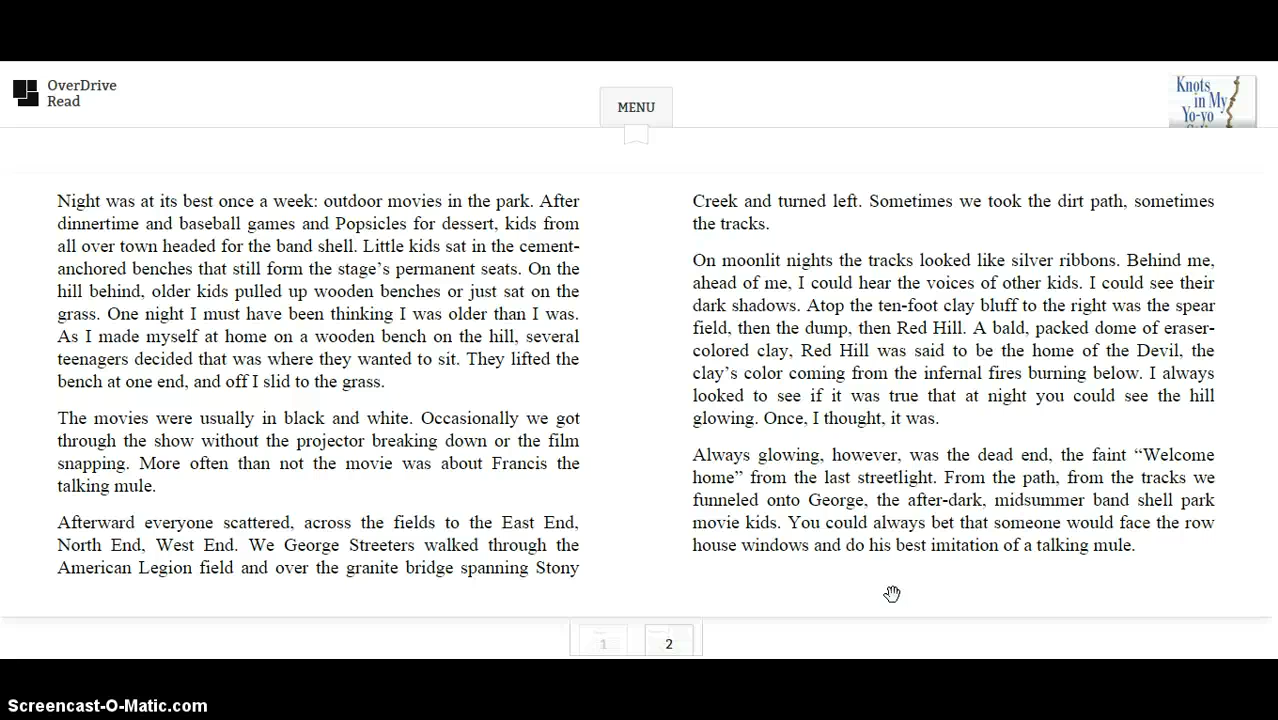 OverDrive
Read
MENU
Knots
in My
Yo-yo
Night was at its best once a week: outdoor movies in the park. After
dinnertime and baseball games and Popsicles for dessert, kids from
all over town headed for the band shell. Little kids sat in the cement-
anchored benches that still form the stage’s permanent seats. On the
hill behind, older kids pulled up wooden benches or just sat on the
grass. One night I must have been thinking I was older than I was.
As I made myself at home on a wooden bench on the hill, several
teenagers decided that was where they wanted to sit. They lifted the
bench at one end, and off I slid to the grass.
The movies were usually in black and white. Occasionally we got
through the show without the projector breaking down or the film
snapping. More often than not the movie was about Francis the
talking mule.
Afterward everyone scattered, across the fields to the East End,
North End, West End. We George Streeters walked through the
American Legion field and over the granite bridge spanning Stony
Creek and turned left. Sometimes we took the dirt path, sometimes
the tracks.
On moonlit nights the tracks looked like silver ribbons. Behind me,
ahead of me, I could hear the voices of other kids. I could see their
dark shadows. Atop the ten-foot clay bluff to the right was the spear
field, then the dump, then Red Hill. A bald, packed dome of eraser-
colored clay, Red Hill was said to be the home of the Devil, the
clay’s color coming from the infernal fires burning below. I always
looked to see if it was true that at night you could see the hill
glowing. Once, I thought, it was.
Always glowing, however, was the dead end, the faint “Welcome
home” from the last streetlight. From the path, from the tracks we
funneled onto George, the after-dark, midsummer band shell park
movie kids. You could always bet that someone would face the row
house windows and do his best imitation of a talking mule.
1
2
Screencast-O-Matic.com